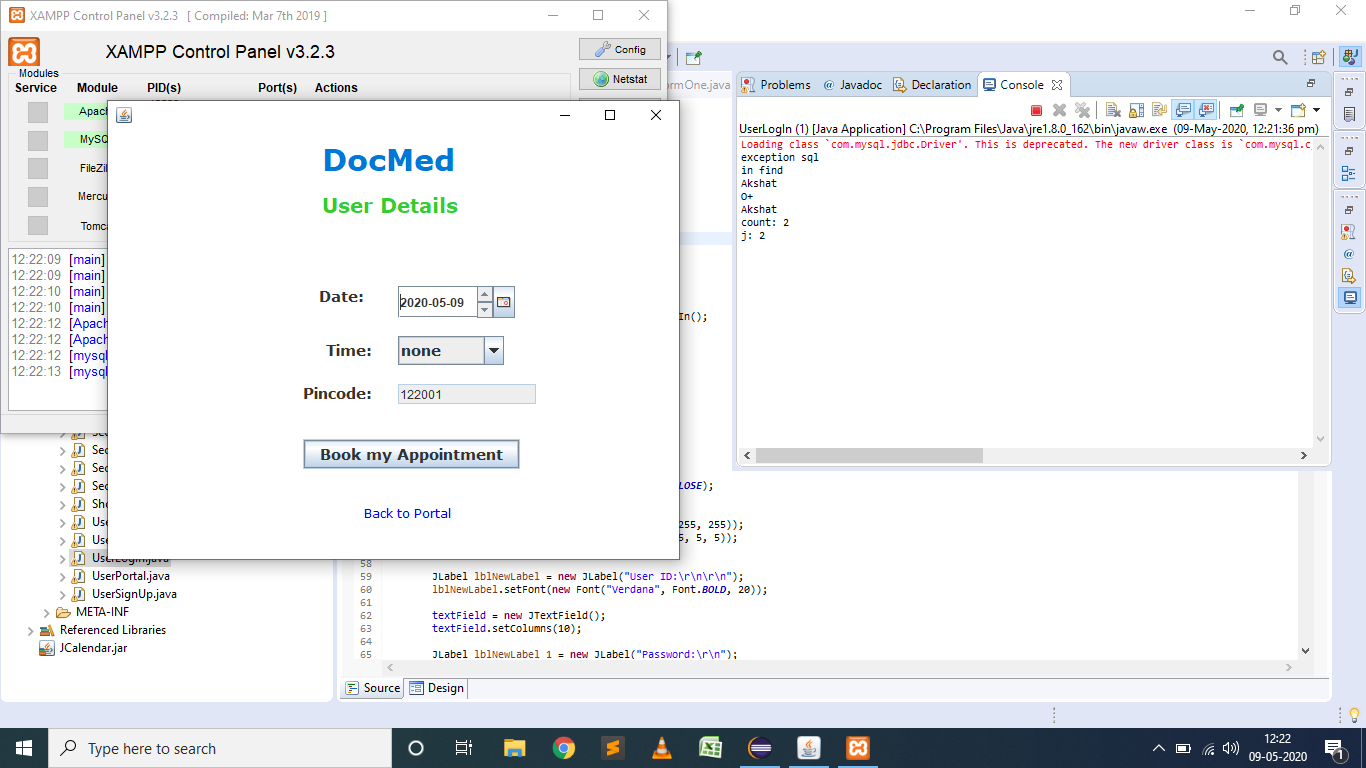 XAMPP Control Panel v3.2.3 [ Compiled: Mar 7th 2019 ]
XAMPP Control Panel v3.2.3
Config
Netstat
Modules
Service Module PID(s) Port(s) Actions
Apach
MySQ
FileZil
Mercu
Tomca
12:22:09 [main]
12:22:09 [main]
12:22:10 [main]
12:22:10 [main]
12:22:12 [Apach
12:22:12 [Apach
12:22:12 [mysql
12:22:13 [mysql
DocMed
User Details
Date: 2020-05-09
Time: none
Pincode: 122001
Book my Appointment
Back to Portal
ormOne.java
Problems @ Javadoc Declaration Console
UserLogIn (1) [Java Application] C:\Program Files\Java\jre1.8.0_162\bin\javaw.exe (09-May-2020, 12:21:36 pm)
Loading class `com.mysql.jdbc.Driver'. This is deprecated. The new driver class is `com.mysql.c
exception sql
in find
Akshat
O+
Akshat
count: 2
j: 2
In();
LOSE);
255, 255));
5, 5, 5));
58
59 JLabel lblNewLabel = new JLabel("User ID:\r\n\r\n");
60 lblNewLabel.setFont(new Font("Verdana", Font.BOLD, 20));
61
62 textField = new JTextField();
63 textField.setColumns(10);
64
65 JLabel lblNewLabel_1 = new JLabel("Password:\r\n");
Sec
Sec
Sec
Sho
Use
Use
UserLogIn.java
UserPortal.java
UserSignUp.java
META-INF
Referenced Libraries
JCalendar.jar
Source Design
Type here to search
12:22
09-05-2020
1